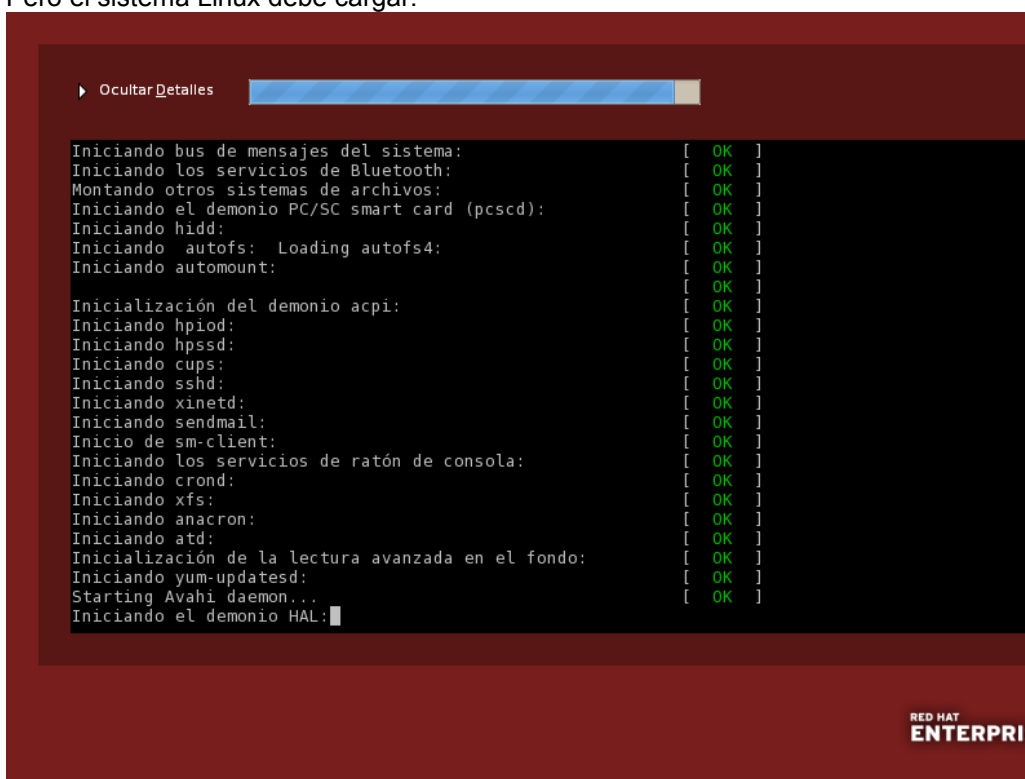 Pero el sistema Linux debe cargar.
Ocultar Detalles
Iniciando bus de mensajes del sistema: [ OK ]
Iniciando los servicios de Bluetooth: [ OK ]
Montando otros sistemas de archivos: [ OK ]
Iniciando el demonio PC/SC smart card (pcscd): [ OK ]
Iniciando hidd: [ OK ]
Iniciando autofs: Loading autofs4: [ OK ]
Iniciando automount: [ OK ]
[ OK ]
Inicialización del demonio acpi: [ OK ]
Iniciando hpiod: [ OK ]
Iniciando hpssd: [ OK ]
Iniciando cups: [ OK ]
Iniciando sshd: [ OK ]
Iniciando xinetd: [ OK ]
Iniciando sendmail: [ OK ]
Inicio de sm-client: [ OK ]
Iniciando los servicios de ratón de consola: [ OK ]
Iniciando crond: [ OK ]
Iniciando xfs: [ OK ]
Iniciando anacron: [ OK ]
Iniciando atd: [ OK ]
Inicialización de la lectura avanzada en el fondo: [ OK ]
Iniciando yum-updatesd: [ OK ]
Starting Avahi daemon... [ OK ]
Iniciando el demonio HAL:
RED HAT
ENTERPRI